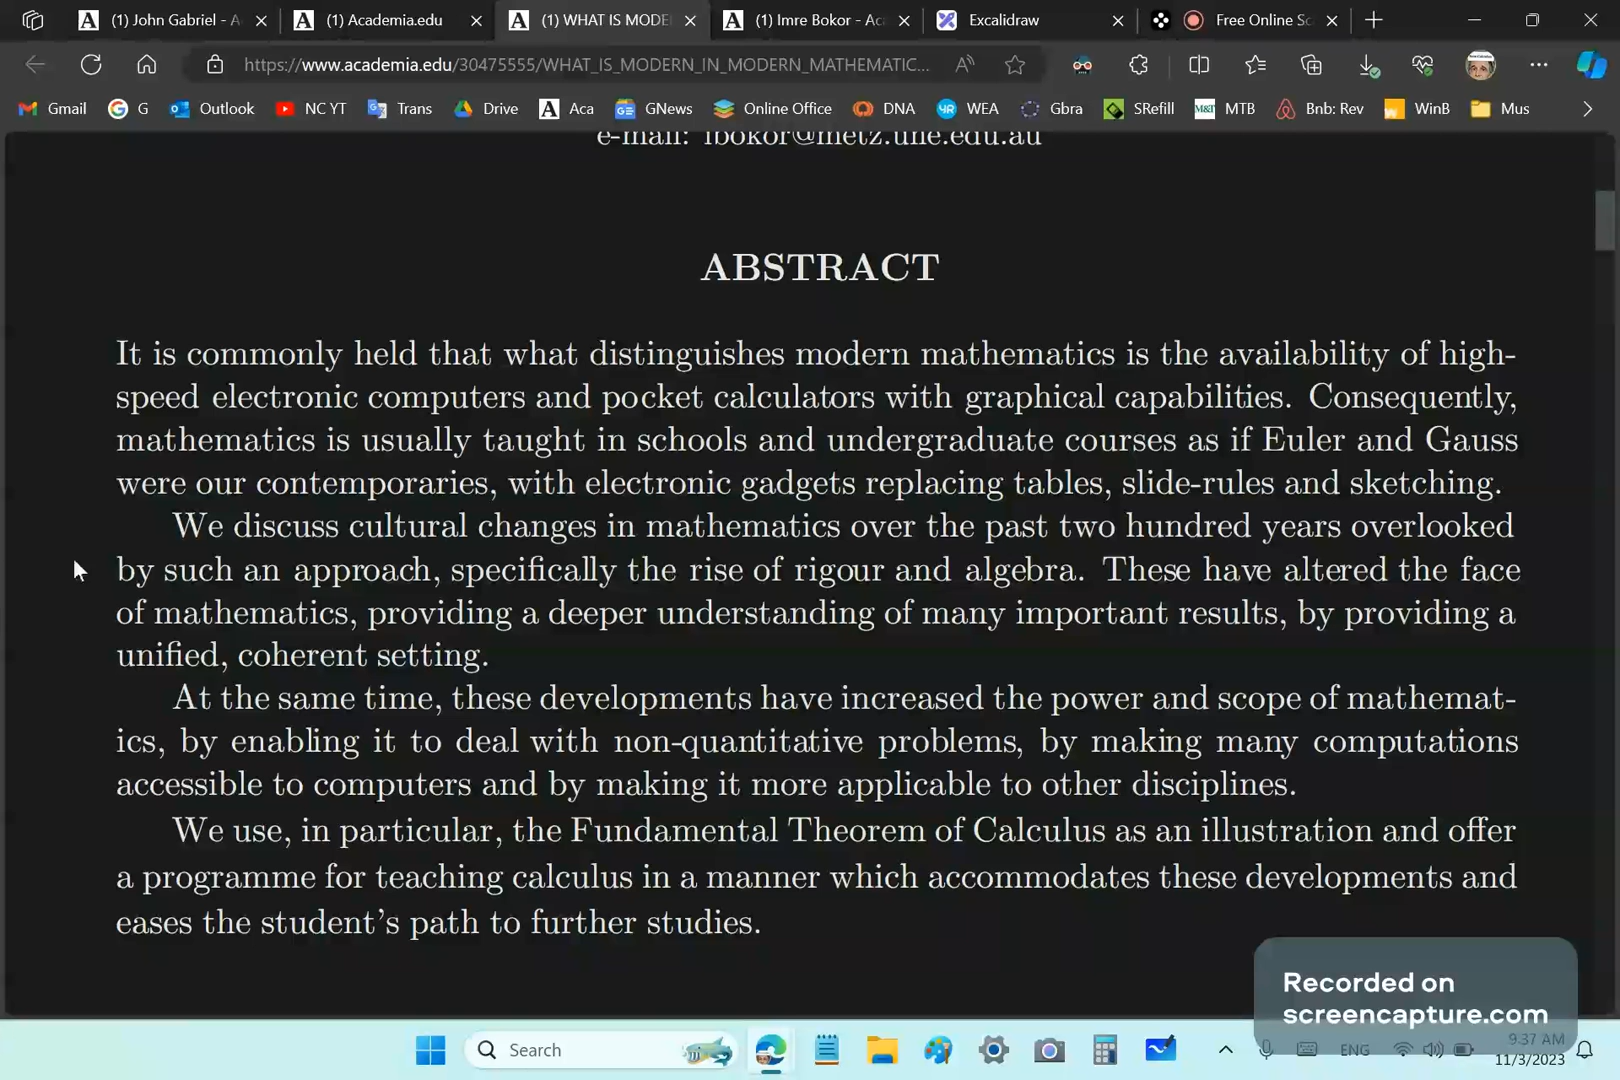 (1) John Gabriel - A
(1) Academia.edu
(1) WHAT IS MODE
(1) Imre Bokor - Aca
Excalidraw
Free Online Sc
https://www.academia.edu/30475555/WHAT_IS_MODERN_IN_MODERN_MATHEMATIC...
Gmail
G
Outlook
NC YT
Trans
Drive
Aca
GNews
Online Office
DNA
WEA
Gbra
SRefill
MTB
Bnb: Rev
WinB
Mus
e-mail: ibokor@metz.une.edu.au
ABSTRACT
It is commonly held that what distinguishes modern mathematics is the availability of high-
speed electronic computers and pocket calculators with graphical capabilities. Consequently,
mathematics is usually taught in schools and undergraduate courses as if Euler and Gauss
were our contemporaries, with electronic gadgets replacing tables, slide-rules and sketching.
We discuss cultural changes in mathematics over the past two hundred years overlooked
by such an approach, specifically the rise of rigour and algebra. These have altered the face
of mathematics, providing a deeper understanding of many important results, by providing a
unified, coherent setting.
At the same time, these developments have increased the power and scope of mathemat-
ics, by enabling it to deal with non-quantitative problems, by making many computations
accessible to computers and by making it more applicable to other disciplines.
We use, in particular, the Fundamental Theorem of Calculus as an illustration and offer
a programme for teaching calculus in a manner which accommodates these developments and
eases the student's path to further studies.
Recorded on
screencapture.com
Search
ENG
9:37 AM
11/3/2023